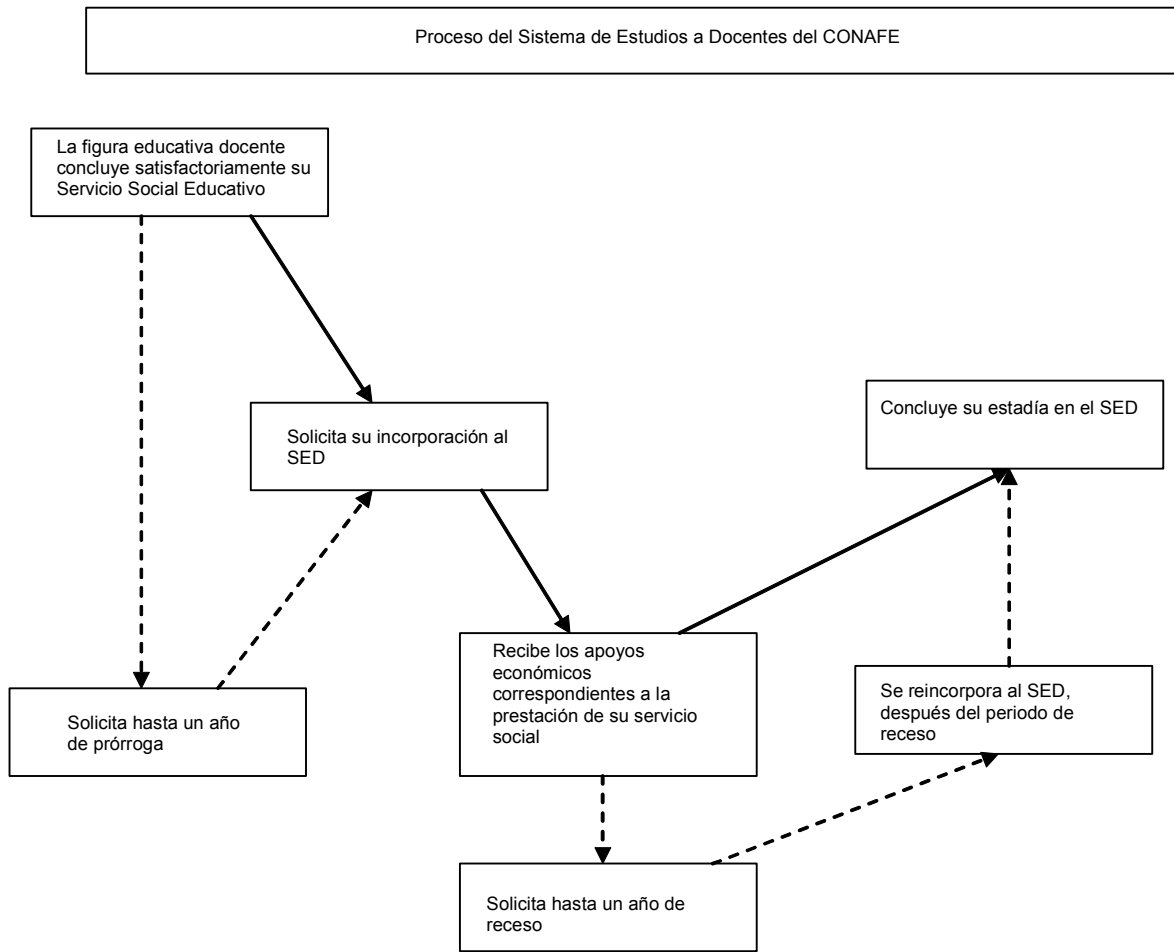 Proceso del Sistema de Estudios a Docentes del CONAFE
La figura educativa docente
concluye satisfactoriamente su
Servicio Social Educativo
Solicita su incorporación al
SED
Concluye su estadía en el SED
Recibe los apoyos
económicos
correspondientes a la
prestación de su servicio
social
Se reincorpora al SED,
después del periodo de
receso
Solicita hasta un año
de prórroga
Solicita hasta un año de
receso